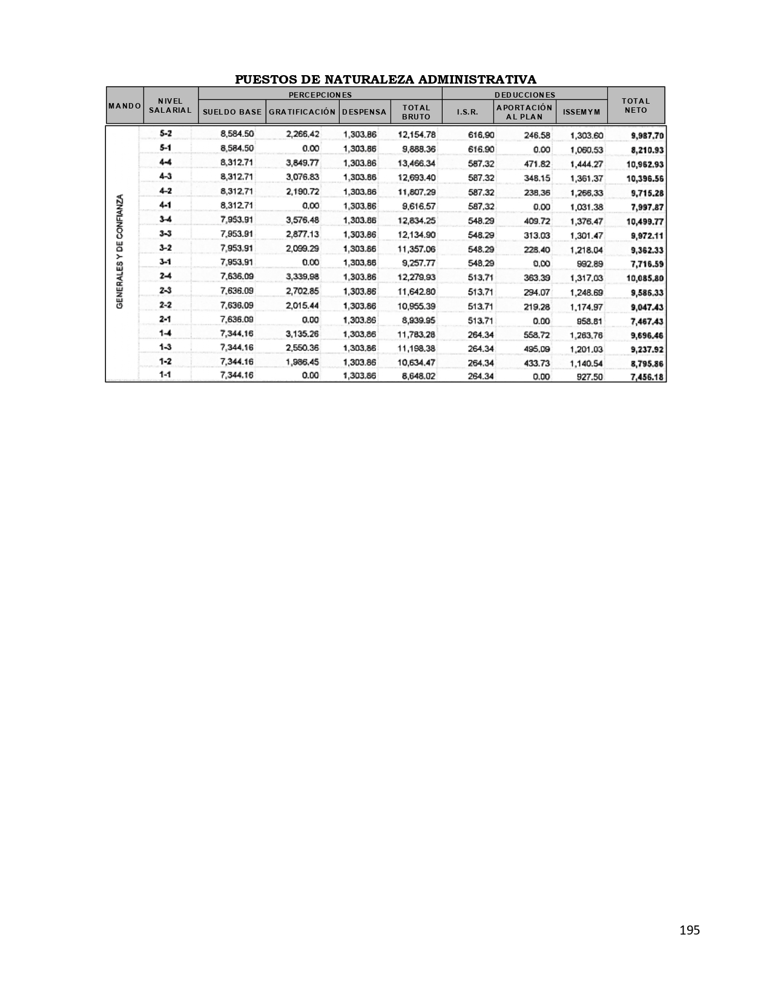 PUESTOS DE NATURALEZA ADMINISTRATIVA
MANDO NIVEL SALARIAL PERCEPCIONES DEDUCCIONES TOTAL NETO
SUELDO BASE GRATIFICACIÓN DESPENSA TOTAL BRUTO I.S.R. APORTACIÓN AL PLAN ISSEMYM
GENERALES Y DE CONFIANZA
5-2 8,584.50 2,266.42 1,303.86 12,154.78 616.90 246.58 1,303.60 9,987.70
5-1 8,584.50 0.00 1,303.86 9,888.36 616.90 0.00 1,060.53 8,210.93
4-4 8,312.71 3,849.77 1,303.86 13,466.34 587.32 471.82 1,444.27 10,962.93
4-3 8,312.71 3,076.83 1,303.86 12,693.40 587.32 348.15 1,361.37 10,396.56
4-2 8,312.71 2,190.72 1,303.86 11,807.29 587.32 238.36 1,266.33 9,715.28
4-1 8,312.71 0.00 1,303.86 9,616.57 587.32 0.00 1,031.38 7,997.87
3-4 7,953.91 3,576.48 1,303.86 12,834.25 548.29 409.72 1,376.47 10,499.77
3-3 7,953.91 2,877.13 1,303.86 12,134.90 548.29 313.03 1,301.47 9,972.11
3-2 7,953.91 2,099.29 1,303.86 11,357.06 548.29 228.40 1,218.04 9,362.33
3-1 7,953.91 0.00 1,303.86 9,257.77 548.29 0.00 992.89 7,716.59
2-4 7,636.09 3,339.98 1,303.86 12,279.93 513.71 363.39 1,317.03 10,085.80
2-3 7,636.09 2,702.85 1,303.86 11,642.80 513.71 294.07 1,248.69 9,586.33
2-2 7,636.09 2,015.44 1,303.86 10,955.39 513.71 219.28 1,174.97 9,047.43
2-1 7,636.09 0.00 1,303.86 8,939.95 513.71 0.00 958.81 7,467.43
1-4 7,344.16 3,135.26 1,303.86 11,783.28 264.34 558.72 1,263.76 9,696.46
1-3 7,344.16 2,550.36 1,303.86 11,198.38 264.34 495.09 1,201.03 9,237.92
1-2 7,344.16 1,986.45 1,303.86 10,634.47 264.34 433.73 1,140.54 8,795.86
1-1 7,344.16 0.00 1,303.86 8,648.02 264.34 0.00 927.50 7,456.18
195